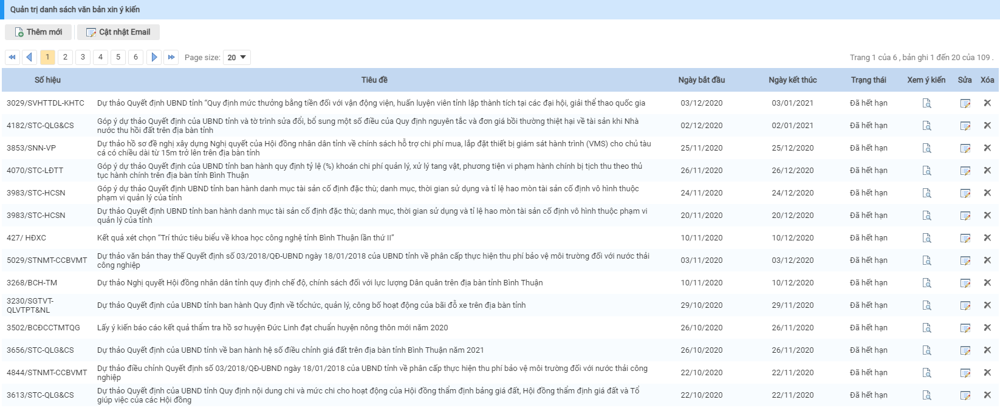 Quản trị danh sách văn bản xin ý kiến
Thêm mới Cật nhật Email
1 2 3 4 5 6 Page size: 20 Trang 1 của 6 , bản ghi 1 đến 20 của 109 .
Số hiệu Tiêu đề Ngày bắt đầu Ngày kết thúc Trạng thái Xem ý kiến Sửa Xóa
3029/SVHTTDL-KHTC Dự thảo Quyết định UBND tỉnh “Quy định mức thưởng bằng tiền đối với vận động viên, huấn luyện viên tỉnh lập thành tích tại các đại hội, giải thể thao quốc gia 03/12/2020 03/01/2021 Đã hết hạn
4182/STC-QLG&CS Góp ý dự thảo Quyết định của UBND tỉnh và tờ trình sửa đổi, bổ sung một số điều của Quy định nguyên tắc và đơn giá bồi thường thiệt hại về tài sản khi Nhà 02/12/2020 02/01/2021 Đã hết hạn
nước thu hồi đất trên địa bàn tỉnh
3853/SNN-VP Dự thảo hồ sơ đề nghị xây dựng Nghị quyết của Hội đồng nhân dân tỉnh về chính sách hỗ trợ chi phí mua, lắp đặt thiết bị giám sát hành trình (VMS) cho chủ tàu 25/11/2020 25/12/2020 Đã hết hạn
cá có chiều dài từ 15m trở lên trên địa bàn tỉnh
4070/STC-LĐTT Góp ý dự thảo Quyết định của UBND tỉnh ban hành quy định tỷ lệ (%) khoán chi phí quản lý, xử lý tang vật, phương tiện vi phạm hành chính bị tịch thu theo thủ 26/11/2020 26/12/2020 Đã hết hạn
tục hành chính trên địa bàn tỉnh Bình Thuận
3983/STC-HCSN Góp ý dự thảo Quyết định UBND tỉnh ban hành danh mục tài sản cố định đặc thù; danh mục, thời gian sử dụng và tỉ lệ hao mòn tài sản cố định vô hình thuộc 24/11/2020 24/12/2020 Đã hết hạn
phạm vi quản lý của tỉnh
3983/STC-HCSN Dự thảo Quyết định UBND tỉnh ban hành danh mục tài sản cố định đặc thù; danh mục, thời gian sử dụng và tỉ lệ hao mòn tài sản cố định vô hình thuộc phạm vi 20/11/2020 20/12/2020 Đã hết hạn
quản lý của tỉnh
427/ HĐXC Kết quả xét chọn “Trí thức tiêu biểu về khoa học công nghệ tỉnh Bình Thuận lần thứ II” 10/11/2020 10/12/2020 Đã hết hạn
5029/STNMT-CCBVMT Dự thảo văn bản thay thế Quyết định số 03/2018/QĐ-UBND ngày 18/01/2018 của UBND tỉnh về phân cấp thực hiện thu phí bảo vệ môi trường đối với nước thải 03/11/2020 03/12/2020 Đã hết hạn
công nghiệp
3268/BCH-TM Dự thảo Nghị quyết Hội đồng nhân dân tỉnh quy định chế độ, chính sách đối với lực lượng Dân quân trên địa bàn tỉnh Bình Thuận 10/11/2020 10/12/2020 Đã hết hạn
3230/SGTVT-
QLVTPT&NL Dự thảo Quyết định của UBND tỉnh ban hành Quy định về tổchức, quản lý, công bố hoạt động của bãi đỗ xe trên địa bàn tỉnh 29/10/2020 29/11/2020 Đã hết hạn
3502/BCĐCCTMTQG Lấy ý kiến báo cáo kết quả thẩm tra hồ sơ huyện Đức Linh đạt chuẩn huyện nông thôn mới năm 2020 26/10/2020 26/11/2020 Đã hết hạn
3656/STC-QLG&CS Dự thảo Quyết định của UBND tỉnh về ban hành hệ số điều chỉnh giá đất trên địa bàn tỉnh Bình Thuận năm 2021 26/10/2020 26/11/2020 Đã hết hạn
4844/STNMT-CCBVMT Dự thảo điều chỉnh Quyết định số 03/2018/QĐ-UBND ngày 18/01/2018 của UBND tỉnh về phân cấp thực hiện thu phí bảo vệ môi trường đối với nước thải công 22/10/2020 22/11/2020 Đã hết hạn
nghiệp
3613/STC-QLG&CS Dự thảo Quyết định của UBND tỉnh Quy định nội dung chi và mức chi cho hoạt động của Hội đồng thẩm định bảng giá đất, Hội đồng thẩm định giá đất và Tổ 22/10/2020 22/11/2020 Đã hết hạn
giúp việc của các Hội đồng